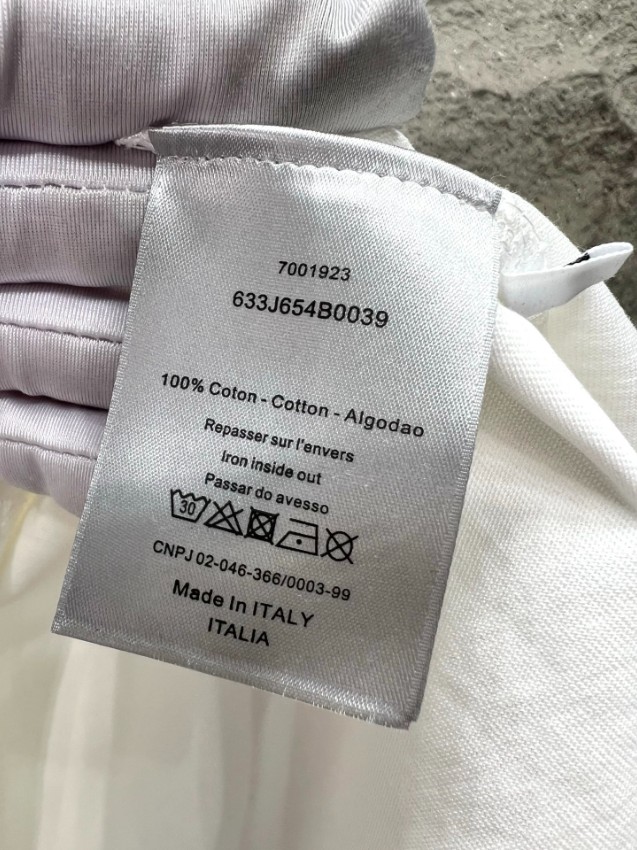 7001923
633J654B0039
100% Coton - Cotton - Algodao
Repasser sur l'envers
Iron inside out
Passar do avesso
30
CNPJ 02-046-366/0003-99
Made In ITALY
ITALIA